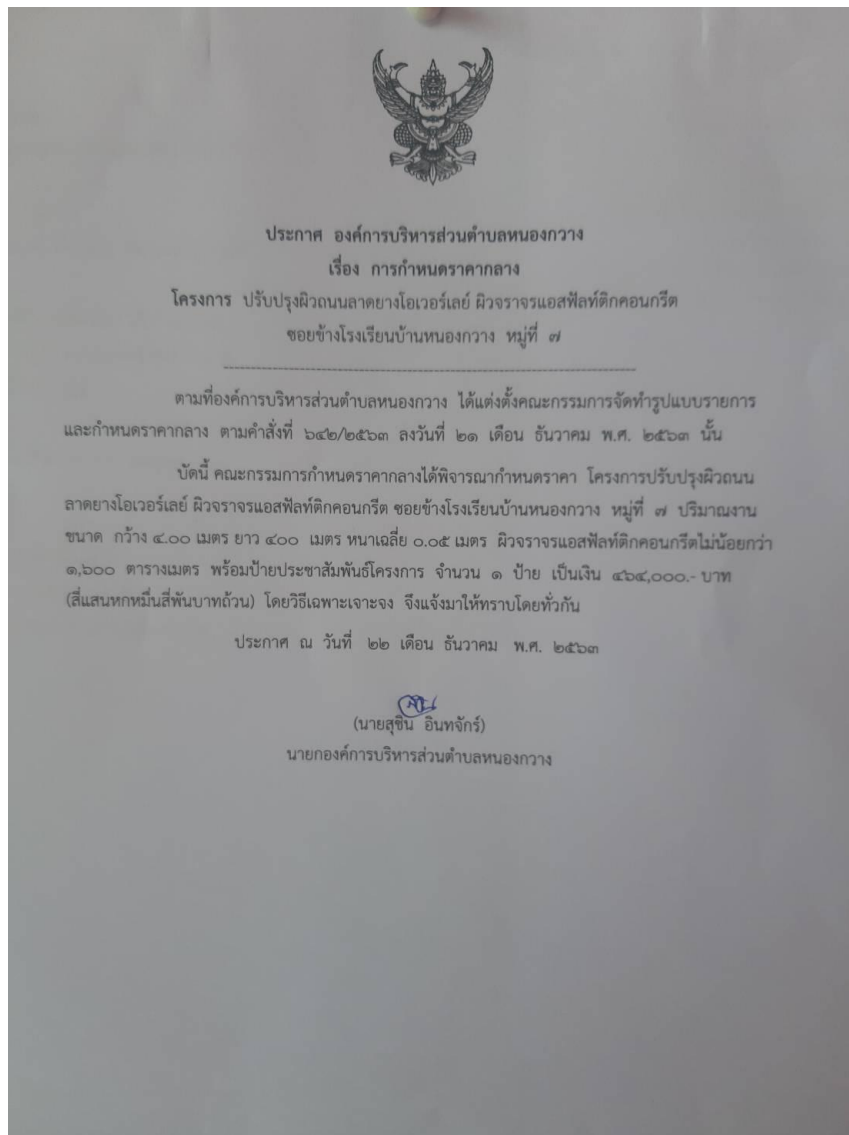 ประกาศ องค์การบริหารส่วนตำบลหนองกวาง
เรื่อง การกำหนดราคากลาง
โครงการ ปรับปรุงผิวถนนลาดยางโอเวอร์เลย์ ผิวจราจรแอสฟัลท์ติกคอนกรีต
ซอยข้างโรงเรียนบ้านหนองกวาง หมู่ที่ ๗
ตามที่องค์การบริหารส่วนตำบลหนองกวาง ได้แต่งตั้งคณะกรรมการจัดทำรูปแบบรายการ
และกำหนดราคากลาง ตามคำสั่งที่ ๖๔๒/๒๕๖๓ ลงวันที่ ๒๑ เดือน ธันวาคม พ.ศ. ๒๕๖๓ นั้น
บัดนี้ คณะกรรมการกำหนดราคากลางได้พิจารณากำหนดราคา โครงการปรับปรุงผิวถนน
ลาดยางโอเวอร์เลย์ ผิวจราจรแอสฟัลท์ติกคอนกรีต ซอยข้างโรงเรียนบ้านหนองกวาง หมู่ที่ ๗ ปริมาณงาน
ขนาด กว้าง ๔.๐๐ เมตร ยาว ๔๐๐ เมตร หนาเฉลี่ย ๐.๐๕ เมตร ผิวจราจรแอสฟัลท์ติกคอนกรีตไม่น้อยกว่า
๑,๖๐๐ ตารางเมตร พร้อมป้ายประชาสัมพันธ์โครงการ จำนวน ๑ ป้าย เป็นเงิน ๔๖๔,๐๐๐.- บาท
(สี่แสนหกหมื่นสี่พันบาทถ้วน) โดยวิธีเฉพาะเจาะจง จึงแจ้งมาให้ทราบโดยทั่วกัน
ประกาศ ณ วันที่ ๒๒ เดือน ธันวาคม พ.ศ. ๒๕๖๓
(นายสุชิน อินทจักร์)
นายกองค์การบริหารส่วนตำบลหนองกวาง